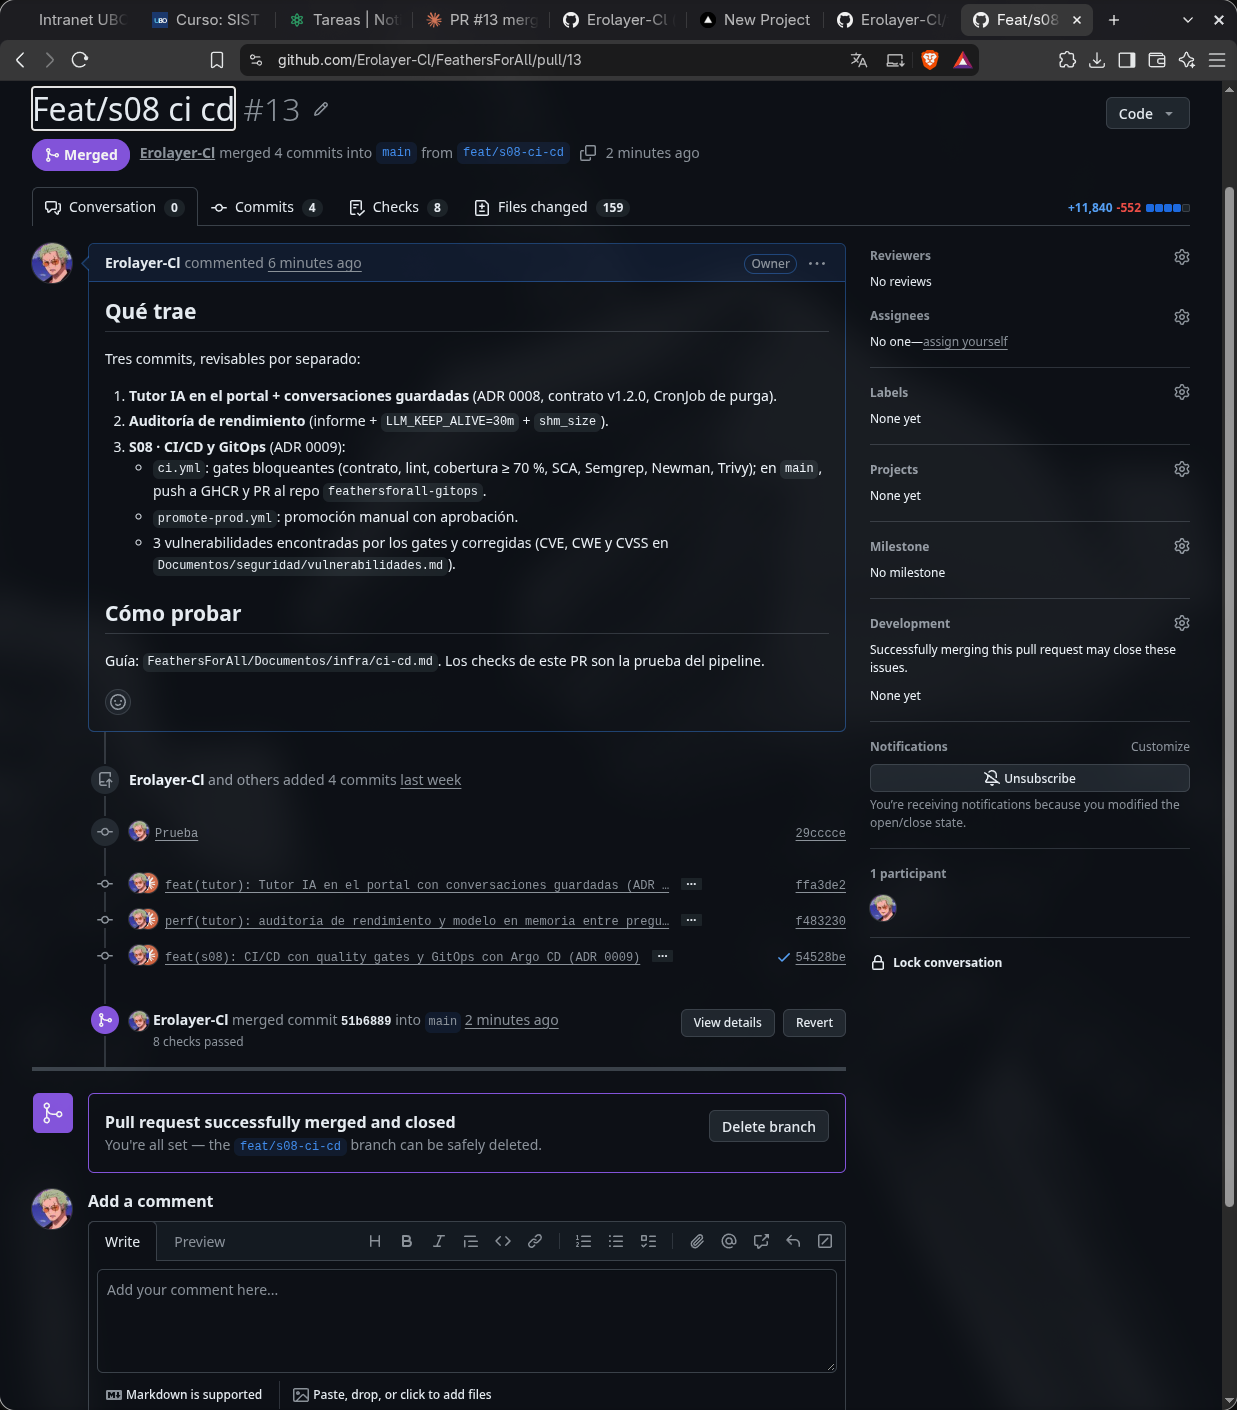 Intranet UBO
UBO
Curso: SIST
Tareas | Not
PR #13 merg
Erolayer-Cl
New Project
Erolayer-Cl/
Feat/s08
github.com/Erolayer-Cl/FeathersForAll/pull/13
Feat/s08 ci cd #13
Code
Merged
Erolayer-Cl merged 4 commits into main from feat/s08-ci-cd 2 minutes ago
Conversation 0
Commits 4
Checks 8
Files changed 159
+11,840 -552
Erolayer-Cl commented 6 minutes ago
Owner
Qué trae
Tres commits, revisables por separado:
1. Tutor IA en el portal + conversaciones guardadas (ADR 0008, contrato v1.2.0, CronJob de purga).
2. Auditoría de rendimiento (informe + LLM_KEEP_ALIVE=30m + shm_size).
3. S08 · CI/CD y GitOps (ADR 0009):
ci.yml: gates bloqueantes (contrato, lint, cobertura ≥ 70 %, SCA, Semgrep, Newman, Trivy); en main,
push a GHCR y PR al repo feathersforall-gitops.
promote-prod.yml: promoción manual con aprobación.
3 vulnerabilidades encontradas por los gates y corregidas (CVE, CWE y CVSS en
Documentos/seguridad/vulnerabilidades.md).
Cómo probar
Guía: FeathersForAll/Documentos/infra/ci-cd.md. Los checks de este PR son la prueba del pipeline.
Erolayer-Cl and others added 4 commits last week
Prueba 29cccce
feat(tutor): Tutor IA en el portal con conversaciones guardadas (ADR … ffa3de2
perf(tutor): auditoría de rendimiento y modelo en memoria entre pregu… f483230
feat(s08): CI/CD con quality gates y GitOps con Argo CD (ADR 0009) 54528be
Erolayer-Cl merged commit 51b6889 into main 2 minutes ago
8 checks passed
View details
Revert
Pull request successfully merged and closed
You're all set — the feat/s08-ci-cd branch can be safely deleted.
Delete branch
Add a comment
Write
Preview
Add your comment here...
Markdown is supported
Paste, drop, or click to add files
Reviewers
No reviews
Assignees
No one—assign yourself
Labels
None yet
Projects
None yet
Milestone
No milestone
Development
Successfully merging this pull request may close these
issues.
None yet
Notifications
Customize
Unsubscribe
You're receiving notifications because you modified the
open/close state.
1 participant
Lock conversation